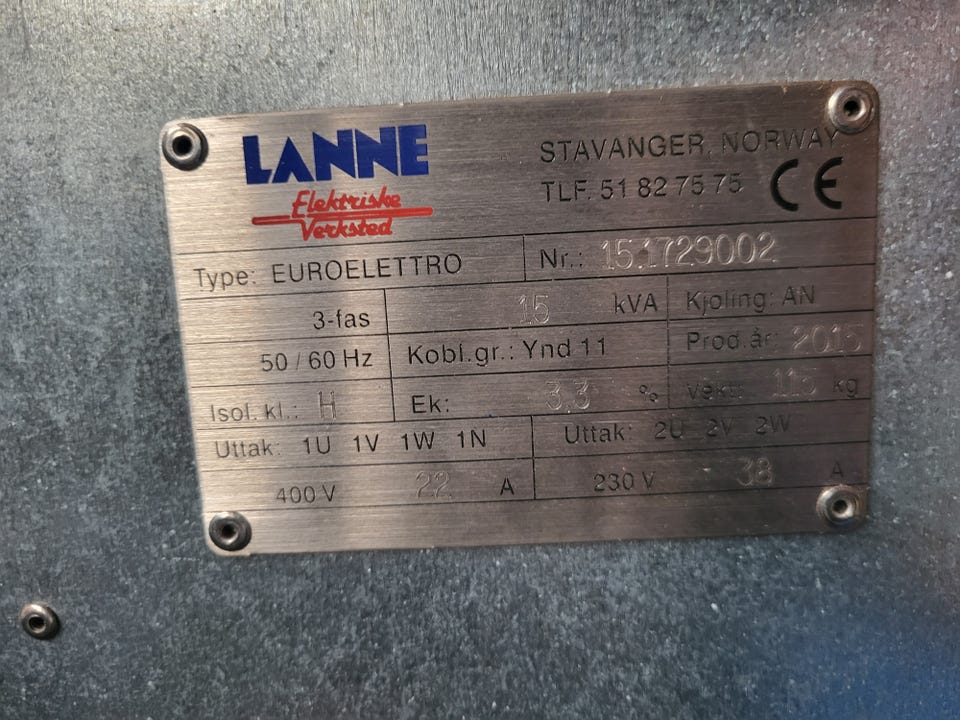 LANNE
Elektriske
Verksted
STAVANGER, NORWAY
TLF. 51 82 75 75 CE
Type: EUROELETTRO Nr.: 151729002
3-fas 15 kVA Kjoling: AN
50 / 60 Hz Kobl.gr.: Ynd 11 Prod.år: 2015
Isol. kl.: H Ek: 3,3 % Vekt: 115 kg
Uttak: 1U 1V 1W 1N Uttak: 2U 2V 2W
400 V 22 A 230 V 38 A